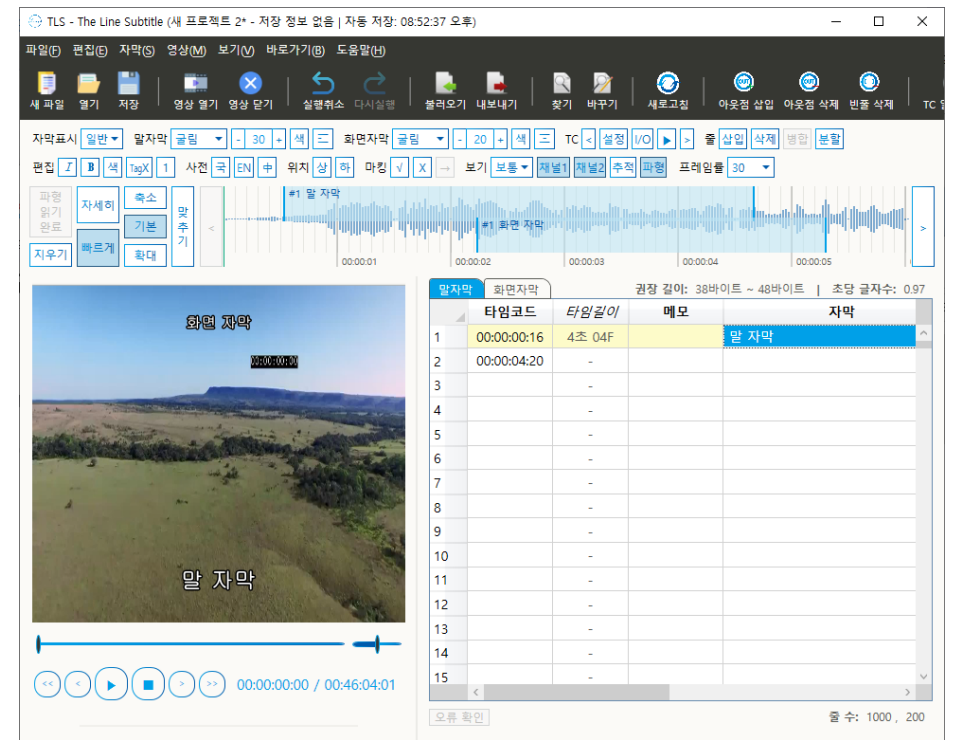 TLS - The Line Subtitle (새 프로젝트 2* - 저장 정보 없음 | 자동 저장: 08:52:37 오후)
파일(F) 편집(E) 자막(S) 영상(M) 보기(V) 바로가기(B) 도움말(H)
새 파일 열기 저장 영상 열기 영상 닫기 실행취소 다시실행 불러오기 내보내기 찾기 바꾸기 새로고침 아웃점 삽입 아웃점 삭제 빈줄 삭제 TC
자막표시 일반 말자막 굴림 - 30 + 색 화면자막 굴림 - 20 + 색 TC < 설정 I/O > 줄 삽입 삭제 병합 분할
편집 I B 색 TagX 1 사전 국 EN 中 위치 상 하 마킹 √ X → 보기 보통 채널1 채널2 추적 파형 프레임률 30
파형 읽기 완료 자세히 축소 맞추기 < #1 말 자막 >
지우기 빠르게 기본 확대 #1 화면 자막
00:00:01 00:00:02 00:00:03 00:00:04 00:00:05
말자막 화면자막 권장 길이: 38바이트 ~ 48바이트 | 초당 글자수: 0.97
타임코드 타임길이 메모 자막
1 00:00:00:16 4초 04F 말 자막
2 00:00:04:20 -
3 -
4 -
5 -
6 -
7 -
8 -
9 -
10 -
11 -
12 -
13 -
14 -
15 -
화면 자막
00:00:00:00
말 자막
<< < > >> 00:00:00:00 / 00:46:04:01
오류 확인 줄 수: 1000 , 200